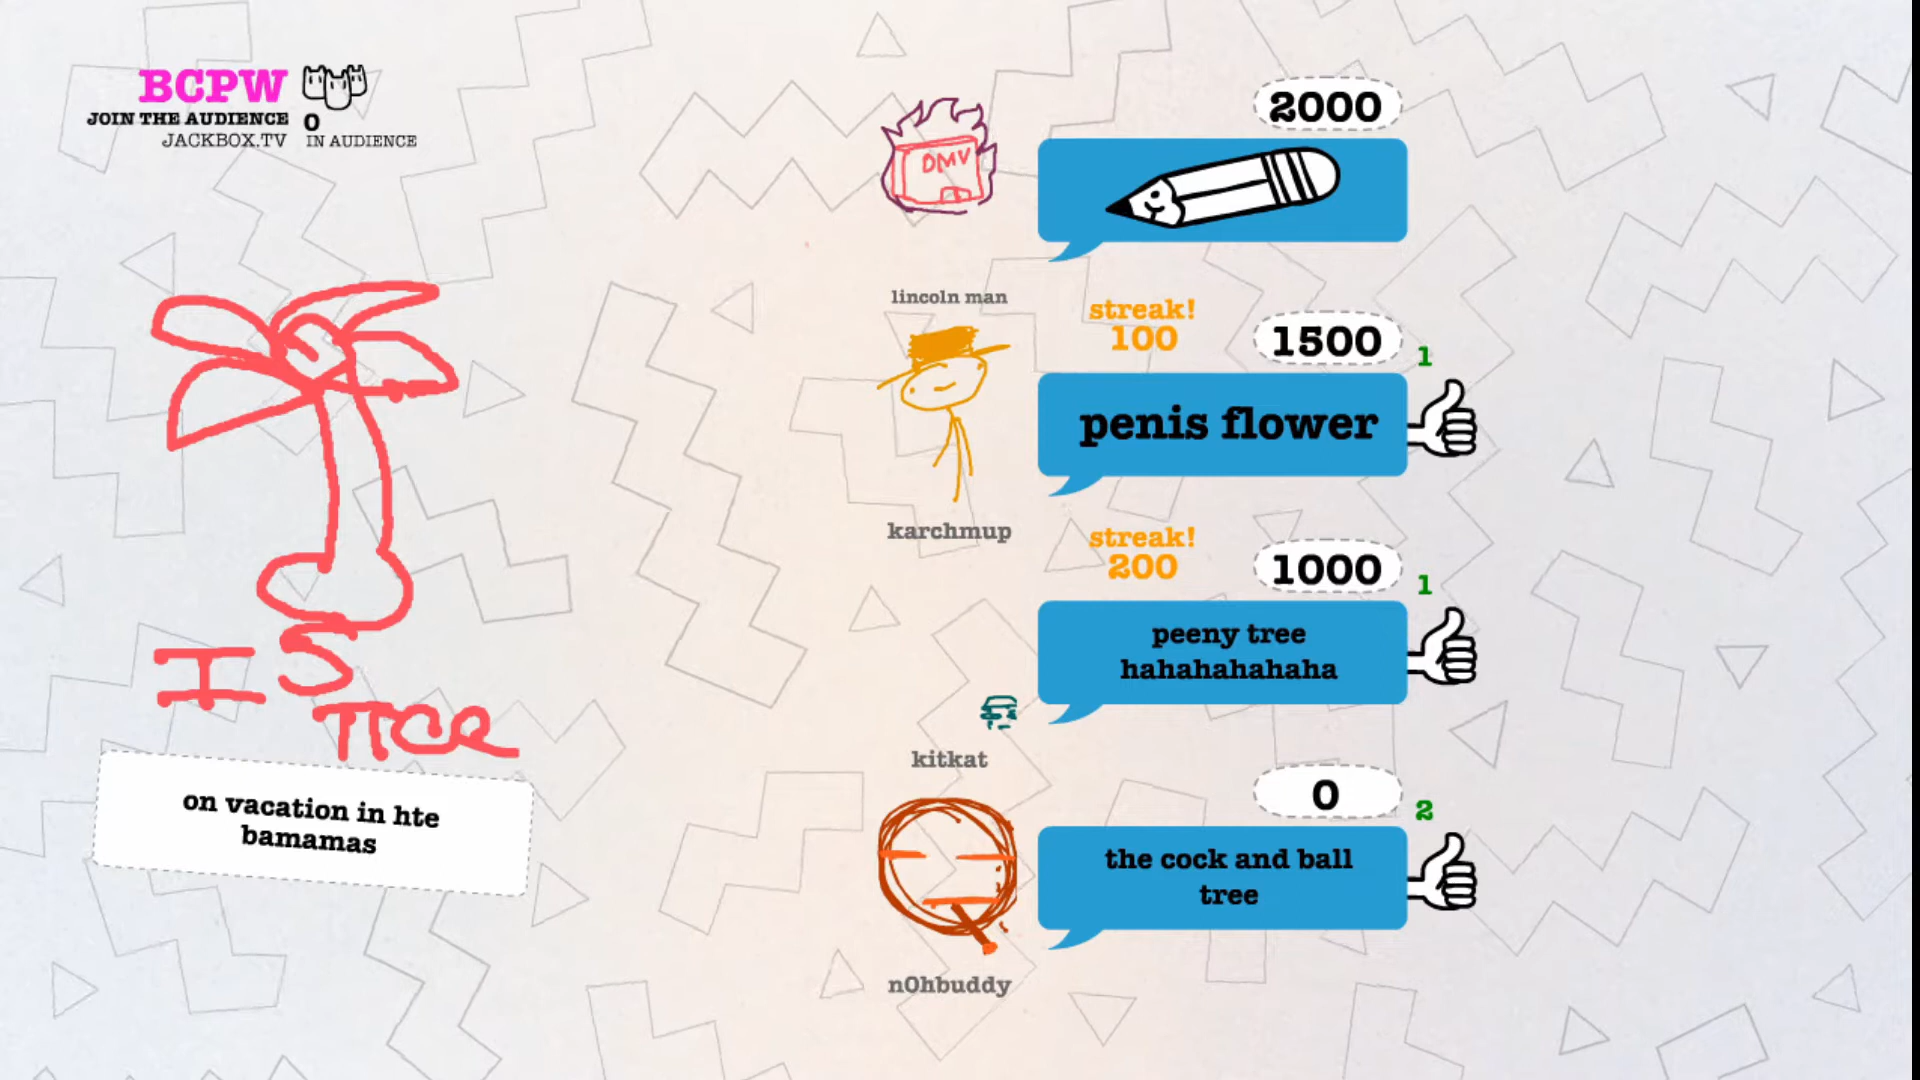 BCPW
JOIN THE AUDIENCE
JACKBOX.TV
0
IN AUDIENCE
2000
DMV
lincoln man
streak!
100
1500
1
penis flower
karchmup
streak!
200
1000
1
peeny tree
hahahahahaha
kitkat
0
2
the cock and ball
tree
n0hbuddy
IS
on vacation in hte
bamamas